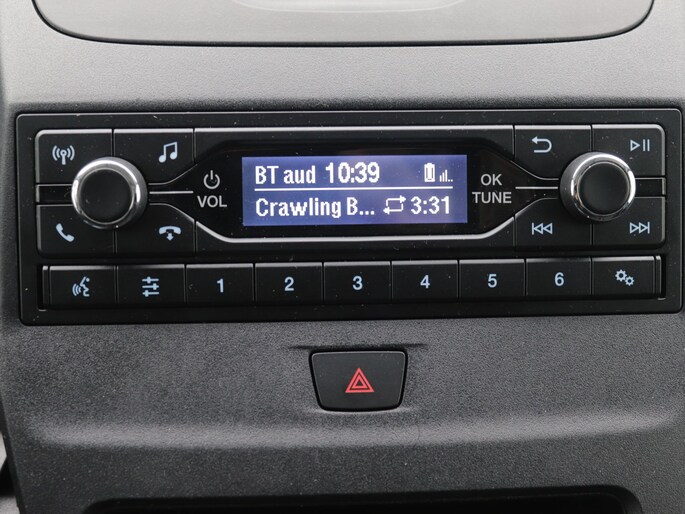 BT aud 10:39
Crawling B... 3:31
VOL
OK
TUNE
1 2 3 4 5 6